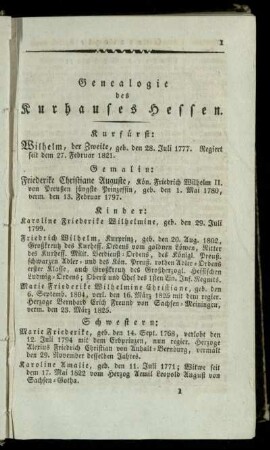 1
Genealogie
des
Kurhauses Hessen.
Kurfürst:
Wilhelm, der Zweite, geb. den 28. Juli 1777. Regiert
seit dem 27. Februar 1821.
Gemalin:
Friederike Christiane Auguste, Kön. Friedrich Wilhelm II.
von Preußen jüngste Prinzessin, geb. den 1. Mai 1780,
verm. den 13. Februar 1797.
Kinder:
Karoline Friederike Wilhelmine, geb. den 29. Juli
1799.
Friedrich Wilhelm, Kurprinz, geb. den 20. Aug. 1802,
Großkreuz des Kurhess. Ordens vom goldnen Löwen, Ritter
des Kurhess. Milit. Verdienst-Ordens, des Königl. Preuß.
schwarzen Adler- und des Kön. Preuß. rothen Adler-Ordens
erster Klasse, auch Großkreuz des Großherzogl. Hessischen
Ludwig-Ordens; Oberst und Chef des Inf. Regmts.
Marie Friederike Wilhelmine Christiane, geb. den
6. Septemb. 1804, verm. den 16. März 1825 mit dem regier.
Herzoge Bernhard Erich Freund von Sachsen-Meiningen,
verm. den 23. März 1825.
Schwestern:
Marie Friederike, geb. den 14. Sept. 1768, verlobt den
12 Juli 1794 mit dem Erbprinzen, nun regier. Herzoge
Alexius Friedrich Christian von Anhalt-Bernburg, vermält
den 29. November desselben Jahres.
Karoline Amalie, geb. den 11. Juli 1771; Witwe seit
dem 17. Mai 1822 vom Herzog Aemil Leopold August von
Sachsen-Gotha.
1